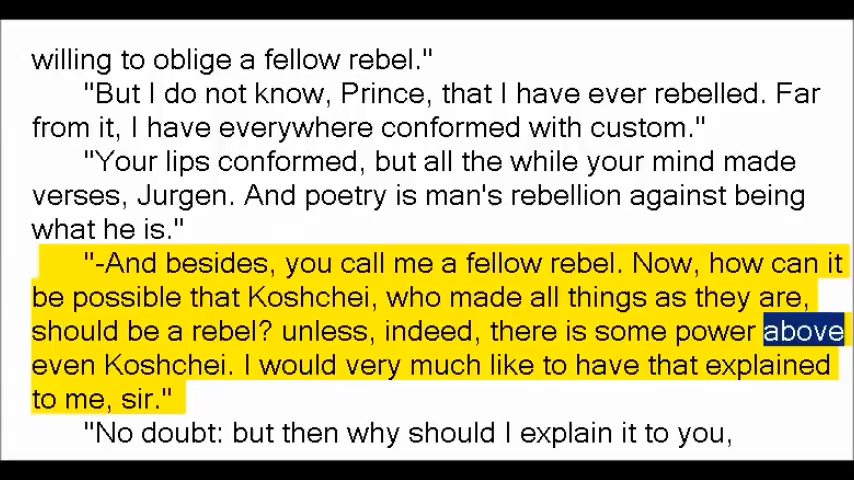 willing to oblige a fellow rebel."
"But I do not know, Prince, that I have ever rebelled. Far
from it, I have everywhere conformed with custom."
"Your lips conformed, but all the while your mind made
verses, Jurgen. And poetry is man's rebellion against being
what he is."
"-And besides, you call me a fellow rebel. Now, how can it
be possible that Koshchei, who made all things as they are,
should be a rebel? unless, indeed, there is some power above
even Koshchei. I would very much like to have that explained
to me, sir."
"No doubt: but then why should I explain it to you,